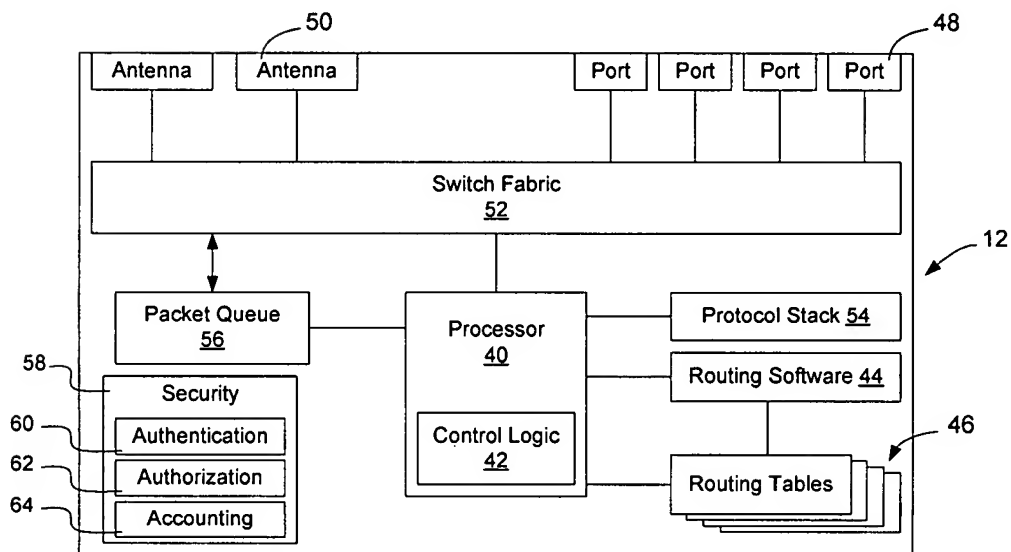 50
48
Antenna
Antenna
Port
Port
Port
Port
Switch Fabric
52
12
Packet Queue
56
Processor
40
Protocol Stack 54
58
Security
Routing Software 44
60
Authentication
Control Logic
42
46
62
Authorization
Routing Tables
64
Accounting